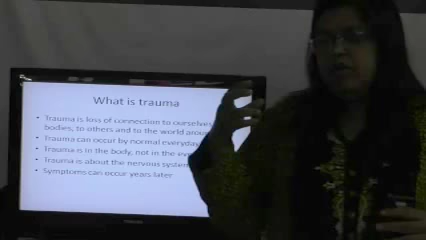 What is trauma
• Trauma is loss of connection to ourselves
bodies; to others and to the world around
• Trauma can occur by normal everyday
• Trauma is in the body, not in the
• Trauma is about the nervous
• Symptoms can occur years later